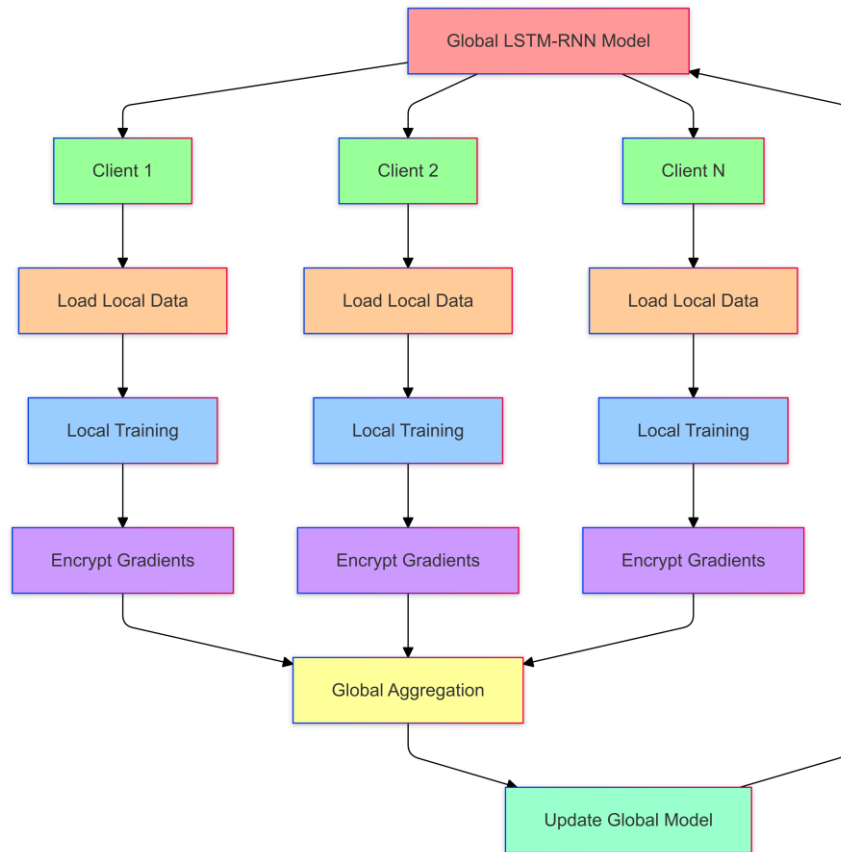 Global LSTM-RNN Model
Client 1
Client 2
Client N
Load Local Data
Load Local Data
Load Local Data
Local Training
Local Training
Local Training
Encrypt Gradients
Encrypt Gradients
Encrypt Gradients
Global Aggregation
Update Global Model